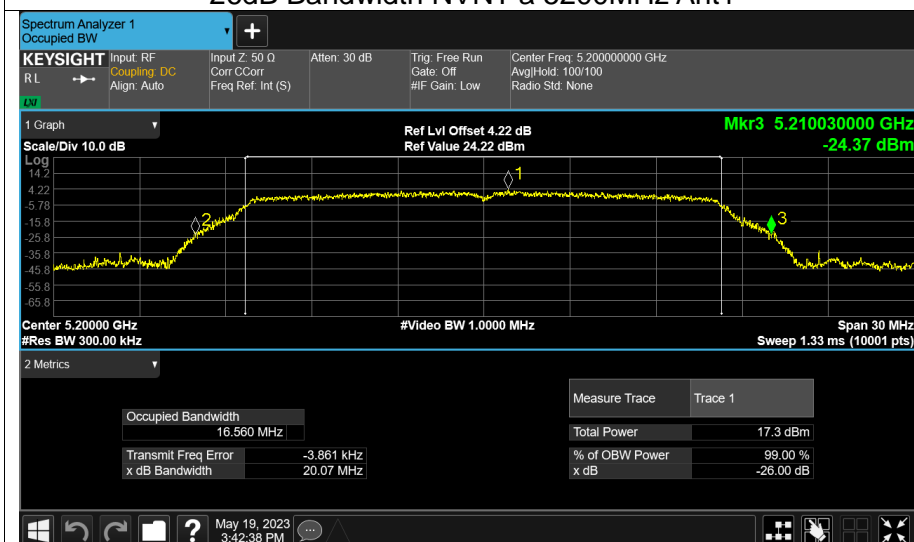 Spectrum Analyzer 1
Occupied BW
+
KEYSIGHT Input: RF Input Z: 50 Ω Atten: 30 dB Trig: Free Run Center Freq: 5.200000000 GHz
RL Coupling: DC Corr CCorr Gate: Off Avg|Hold: 100/100
Align: Auto Freq Ref: Int (S) #IF Gain: Low Radio Std: None
LXI
1 Graph Ref Lvl Offset 4.22 dB Mkr3 5.210030000 GHz
Scale/Div 10.0 dB Ref Value 24.22 dBm -24.37 dBm
Log
14.2
4.22
-5.78
-15.8
-25.8
-35.8
-45.8
-55.8
-65.8
1
2
3
Center 5.20000 GHz #Video BW 1.0000 MHz Span 30 MHz
#Res BW 300.00 kHz Sweep 1.33 ms (10001 pts)
2 Metrics
Measure Trace Trace 1
Occupied Bandwidth
16.560 MHz Total Power 17.3 dBm
Transmit Freq Error -3.861 kHz % of OBW Power 99.00 %
x dB Bandwidth 20.07 MHz x dB -26.00 dB
? May 19, 2023
3:42:38 PM